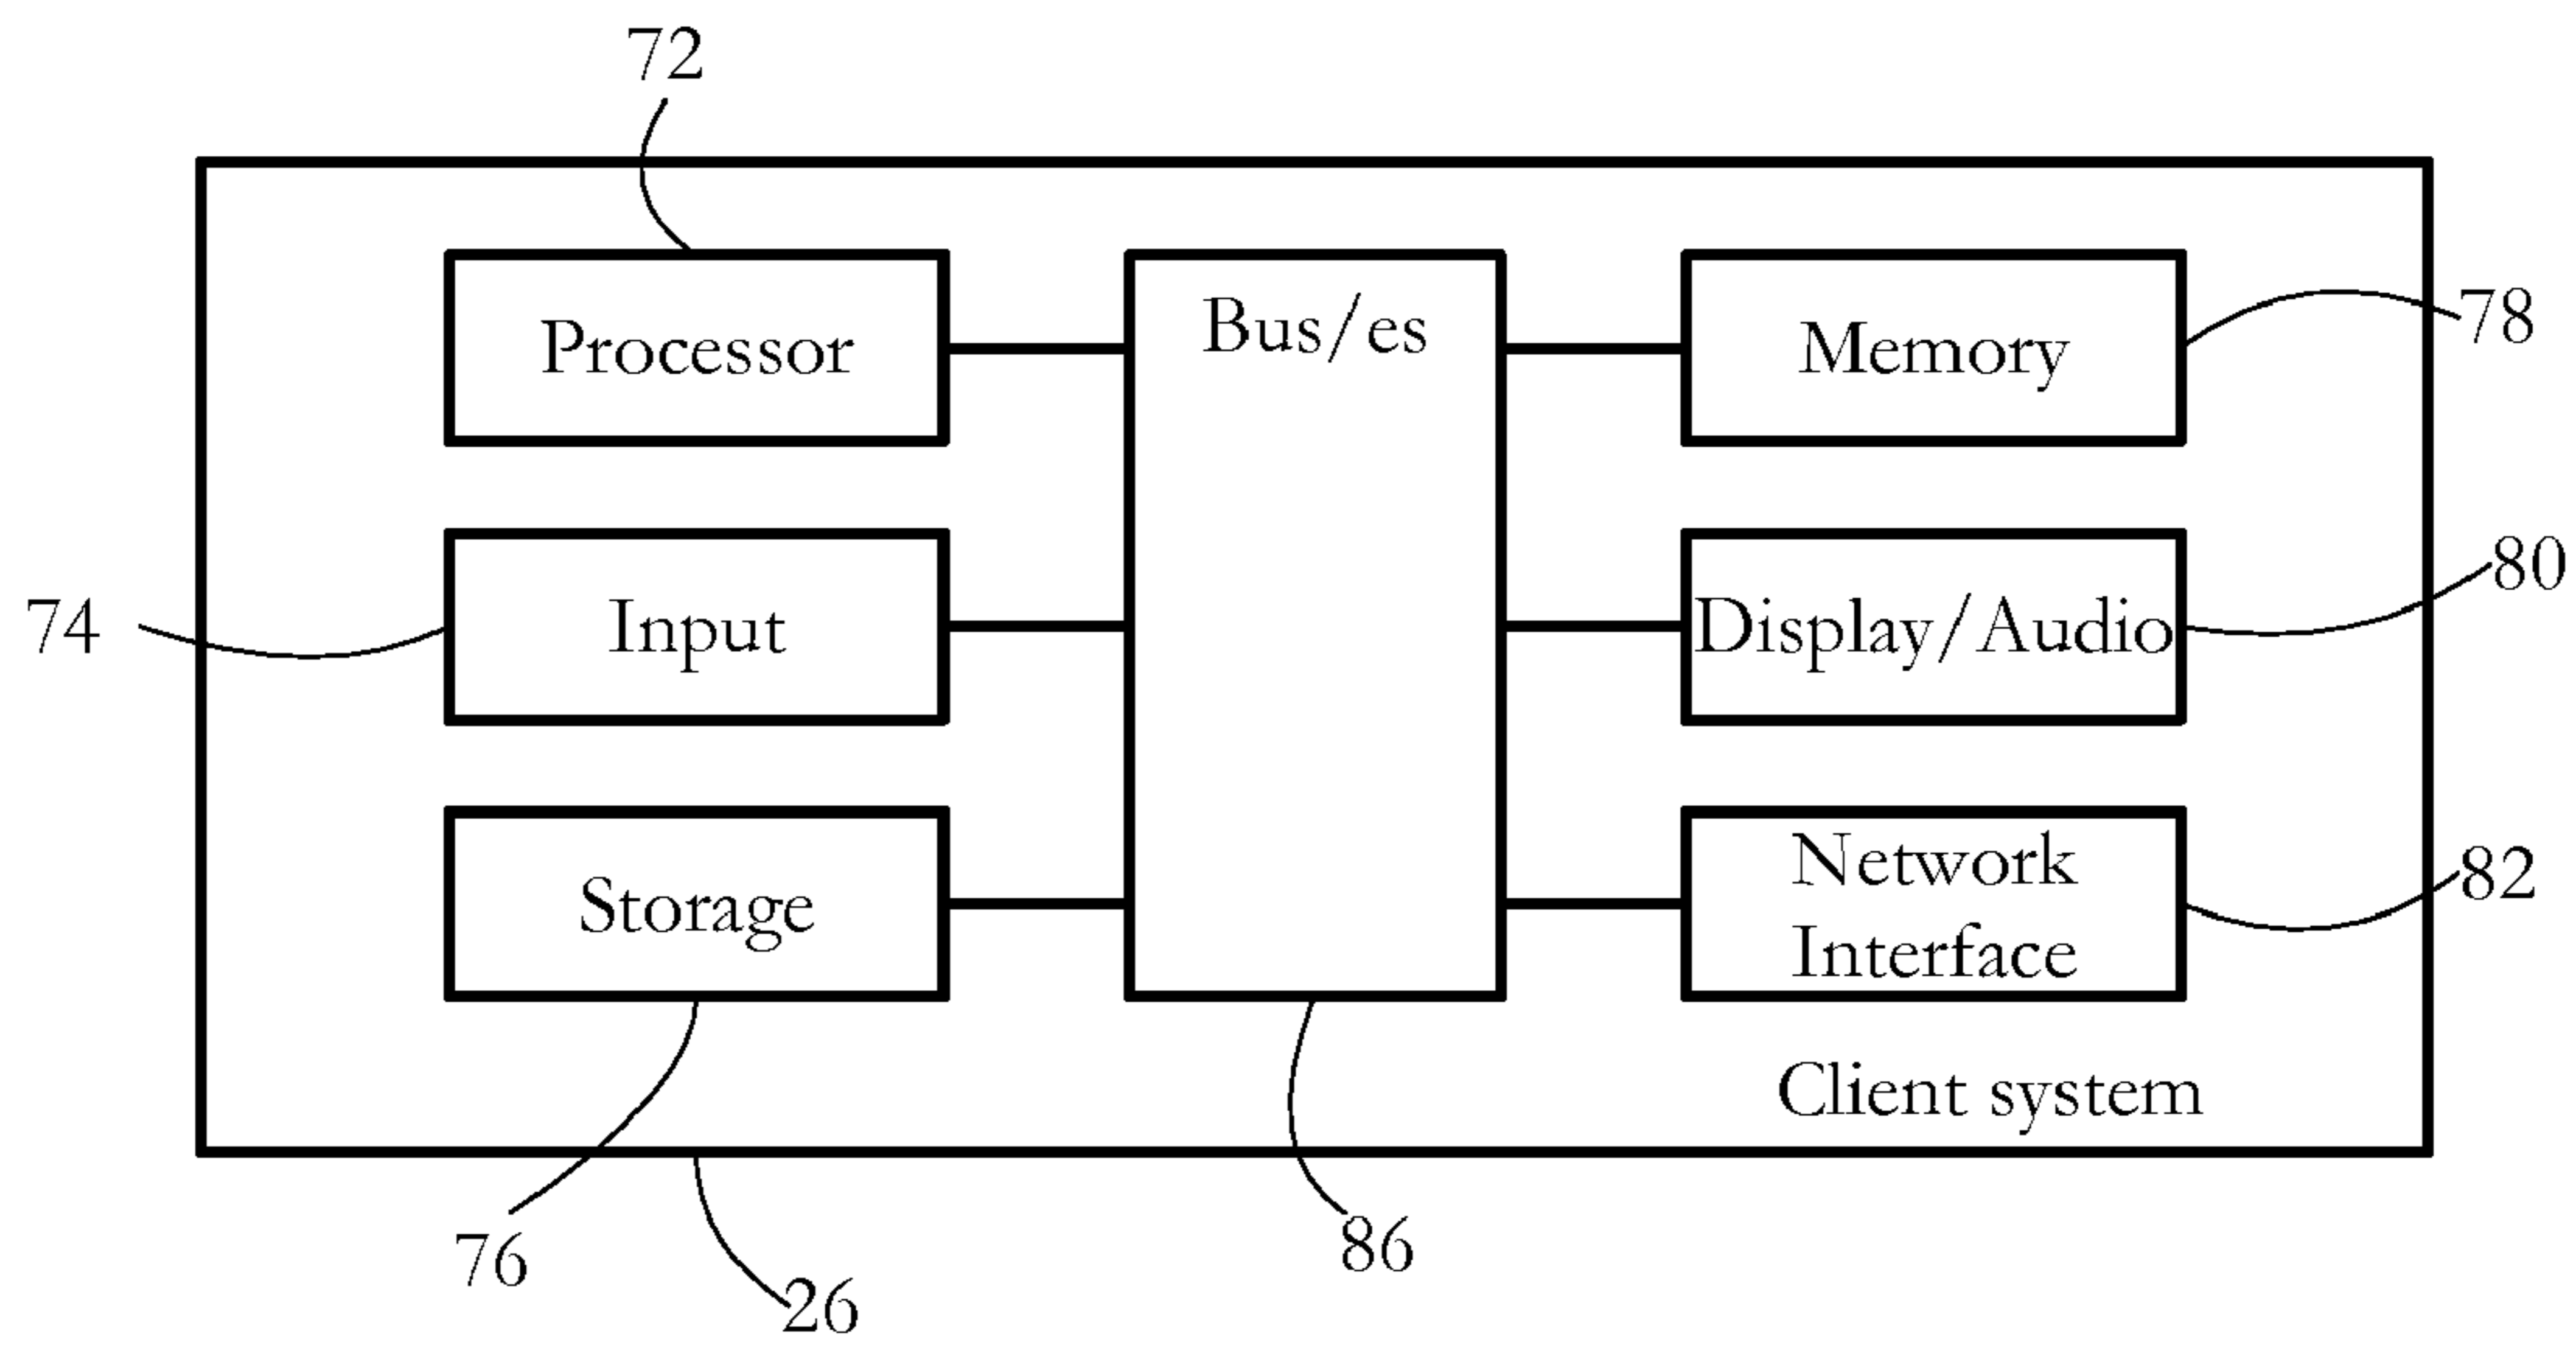 72
Processor
Bus/es
Memory
78
74
Input
Display/Audio
80
Storage
Network
Interface
82
Client system
76
26
86